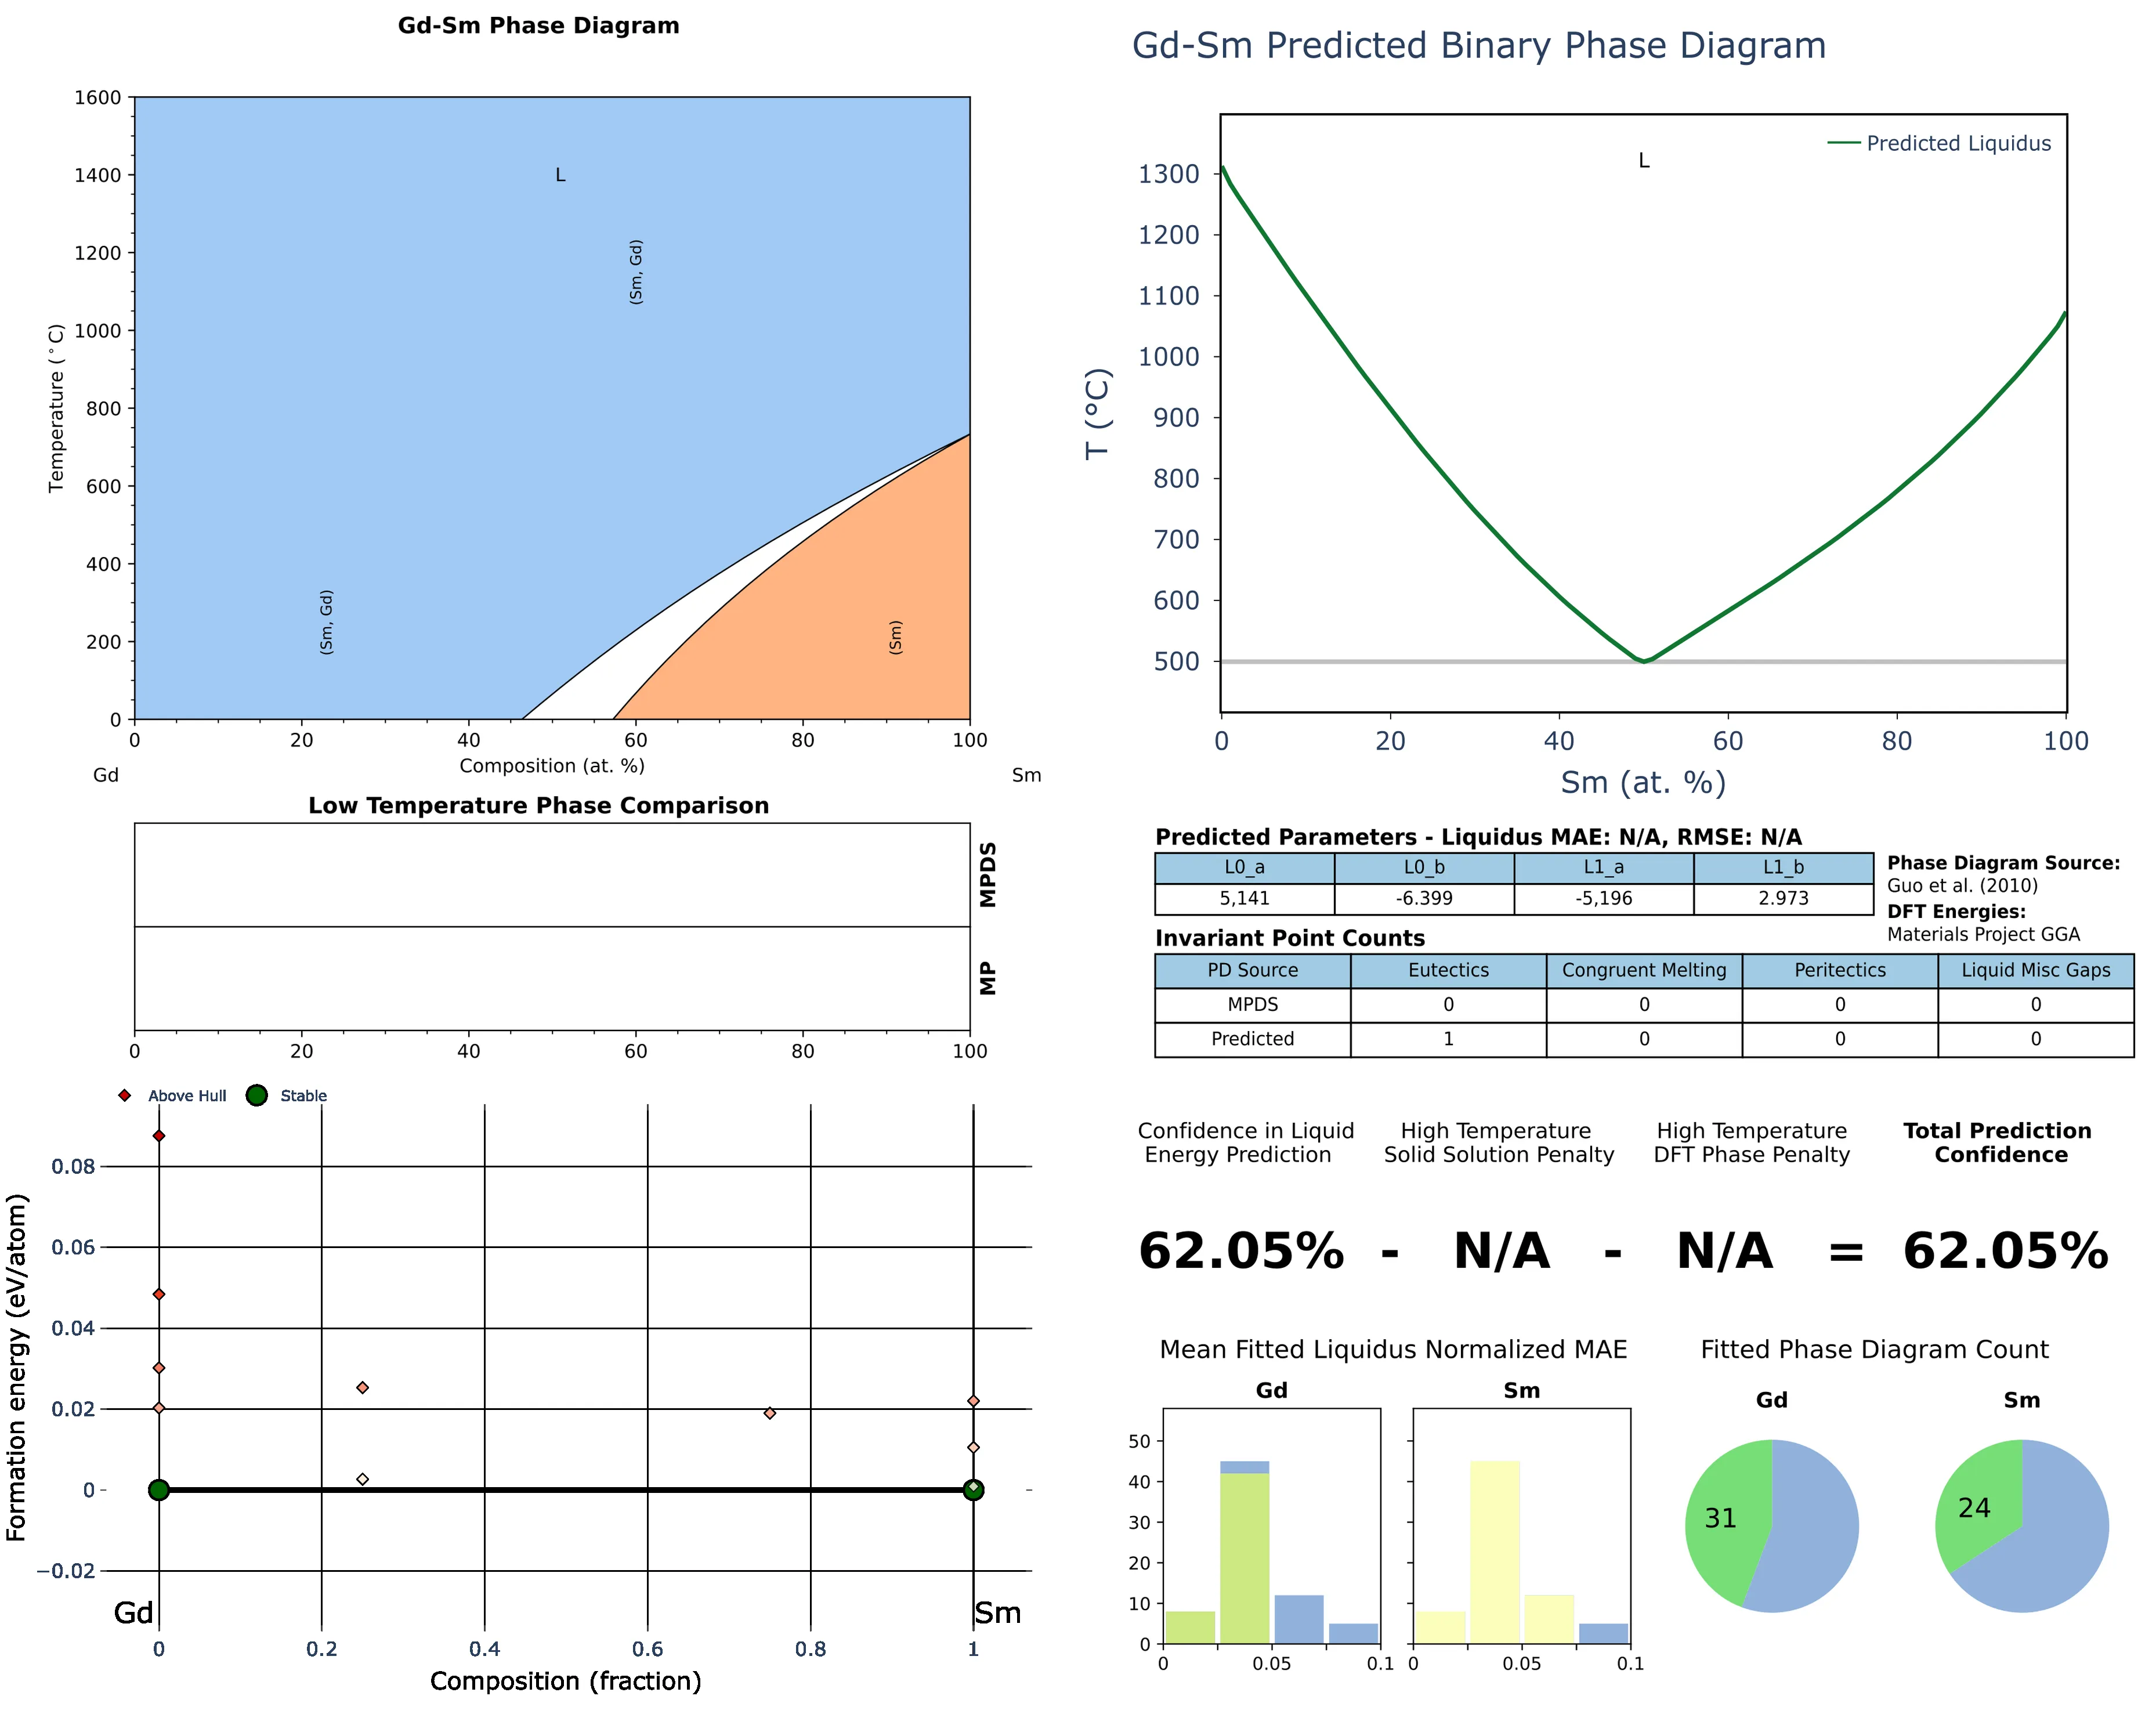 Gd-Sm Phase Diagram
1600
1400
1200
1000
800
600
400
200
0
Temperature (°C)
L
(Sm, Gd)
(Sm, Gd)
(Sm)
0 20 40 60 80 100
Composition (at. %)
Gd Sm
Low Temperature Phase Comparison
MPDS
MP
0 20 40 60 80 100
Above Hull Stable
0.08
0.06
0.04
0.02
0
−0.02
Formation energy (eV/atom)
Gd Sm
0 0.2 0.4 0.6 0.8 1
Composition (fraction)
Gd-Sm Predicted Binary Phase Diagram
L
Predicted Liquidus
1300
1200
1100
1000
900
800
700
600
500
T (°C)
0 20 40 60 80 100
Sm (at. %)
Predicted Parameters - Liquidus MAE: N/A, RMSE: N/A
L0_a L0_b L1_a L1_b
5,141 -6.399 -5,196 2.973
Phase Diagram Source:
Guo et al. (2010)
DFT Energies:
Materials Project GGA
Invariant Point Counts
PD Source Eutectics Congruent Melting Peritectics Liquid Misc Gaps
MPDS 0 0 0 0
Predicted 1 0 0 0
Confidence in Liquid
Energy Prediction
High Temperature
Solid Solution Penalty
High Temperature
DFT Phase Penalty
Total Prediction
Confidence
62.05% - N/A - N/A = 62.05%
Mean Fitted Liquidus Normalized MAE
Gd Sm
50
40
30
20
10
0
0 0.05 0.1 0 0.05 0.1
Fitted Phase Diagram Count
Gd Sm
31 24